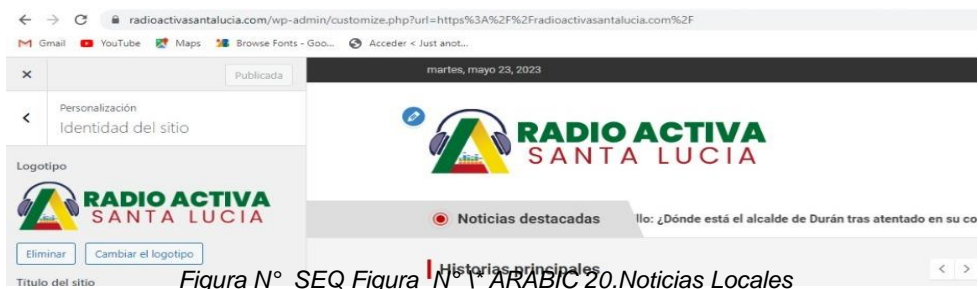 radioactivasantalucia.com/wp-admin/customize.php?url=https%3A%2F%2Fradioactivasantalucia.com%2F
Gmail YouTube Maps Browse Fonts - Goo... Acceder < Just anot...
Publicada
martes, mayo 23, 2023
Personalización
Identidad del sitio
RADIO ACTIVA
SANTA LUCIA
Logotipo
RADIO ACTIVA
SANTA LUCIA
Noticias destacadas
llo: ¿Dónde está el alcalde de Durán tras atentado en su co
Eliminar Cambiar el logotipo
Historias principales
Título del sitio
Figura N° SEQ Figura_N° \* ARABIC 20.Noticias Locales